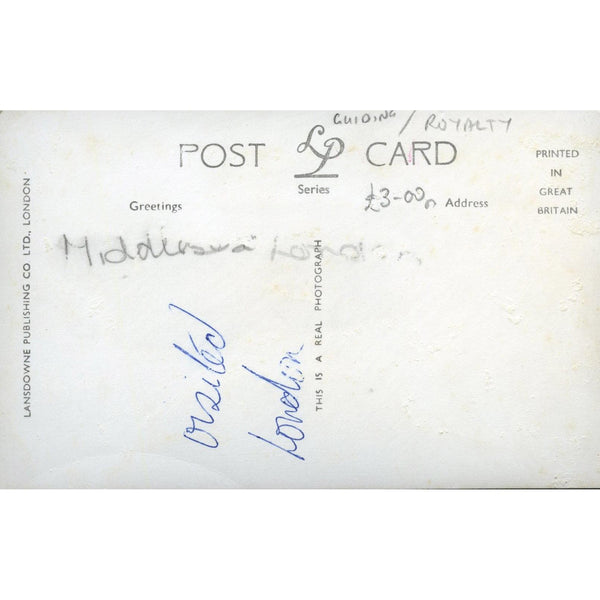 GUIDING / ROYALTY
POST LP CARD
Series
PRINTED
IN
GREAT
BRITAIN
Greetings
£3-00
Address
London
visited
London
THIS IS A REAL PHOTOGRAPH
LANSDOWNE PUBLISHING CO LTD., LONDON